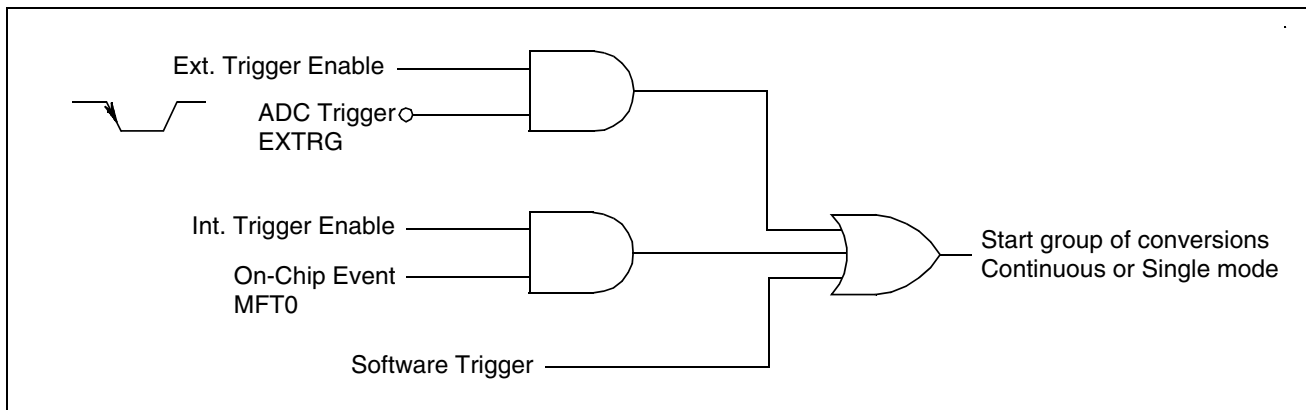 Ext. Trigger Enable
ADC Trigger
EXTRG
Int. Trigger Enable
On-Chip Event
MFT0
Software Trigger
Start group of conversions
Continuous or Single mode